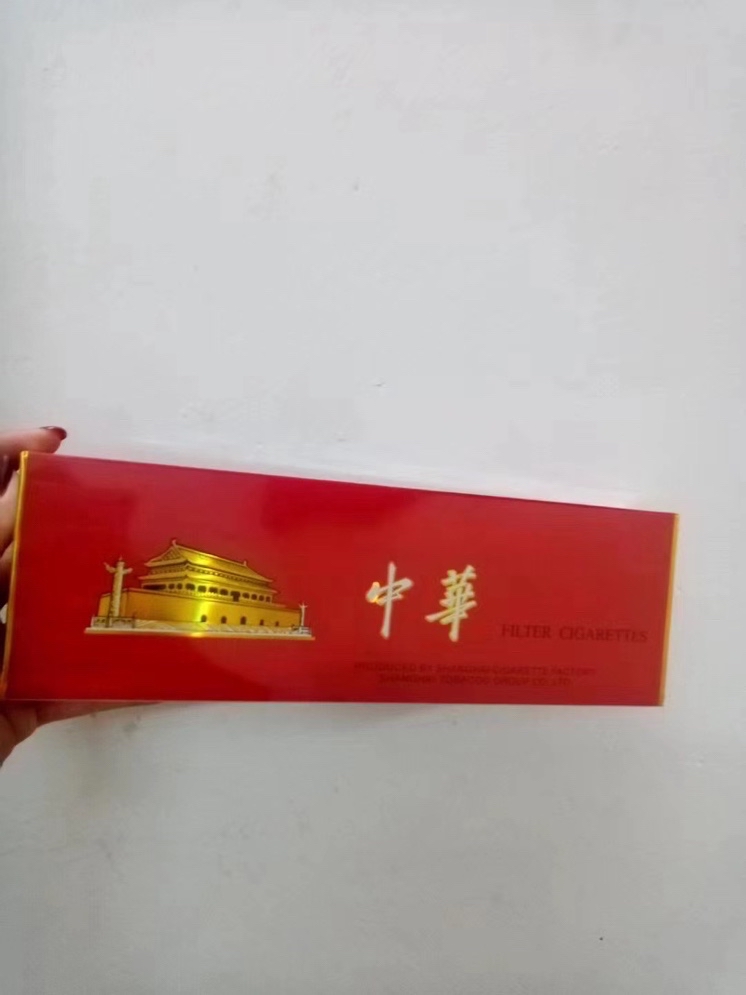 中華
FILTER CIGARETTES
PRODUCED BY SHANGHAI CIGARETTE FACTORY
SHANGHAI TOBACCO GROUP CO.,LTD.